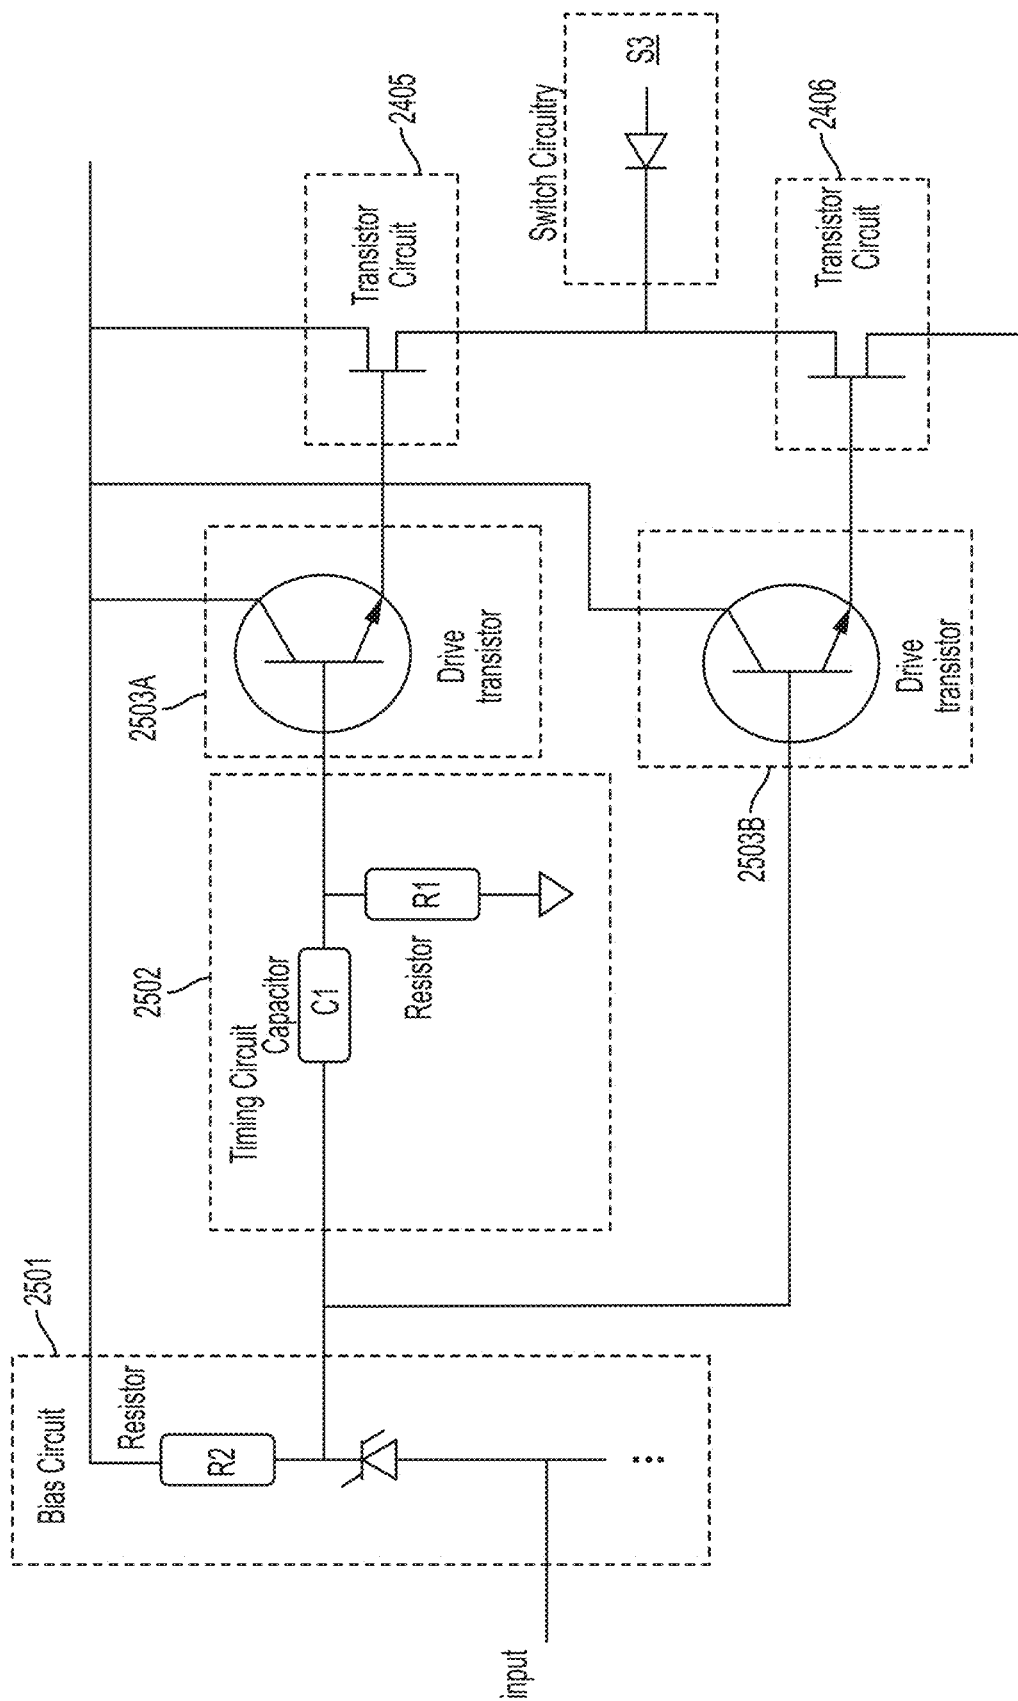 Bias Circuit
2501
Resistor
R2
input
2502
Timing Circuit
Capacitor
C1
R1
Resistor
2503A
Drive
transistor
2503B
Drive
transistor
2405
Transistor
Circuit
Switch Circuitry
S3
2406
Transistor
Circuit